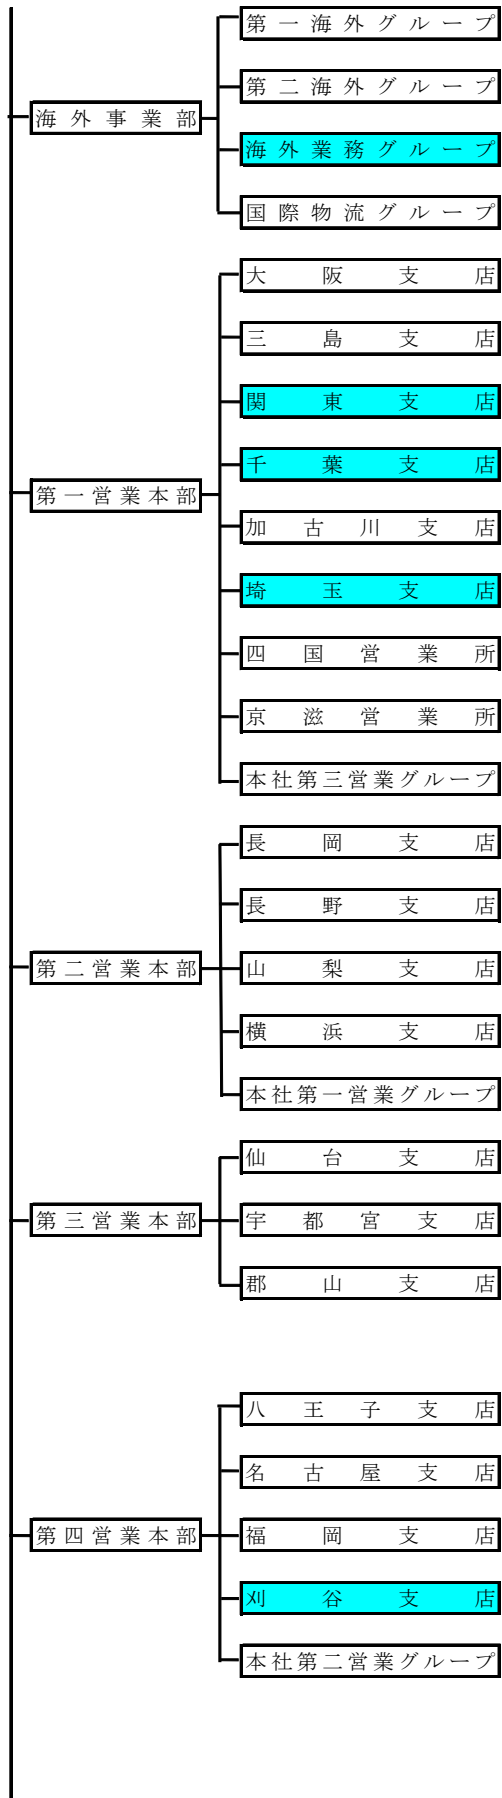 海外事業部
第一海外グループ
第二海外グループ
海外業務グループ
国際物流グループ
第一営業本部
大阪支店
三島支店
関東支店
千葉支店
加古川支店
埼玉支店
四国営業所
京滋営業所
本社第三営業グループ
第二営業本部
長岡支店
長野支店
山梨支店
横浜支店
本社第一営業グループ
第三営業本部
仙台支店
宇都宮支店
郡山支店
第四営業本部
八王子支店
名古屋支店
福岡支店
刈谷支店
本社第二営業グループ